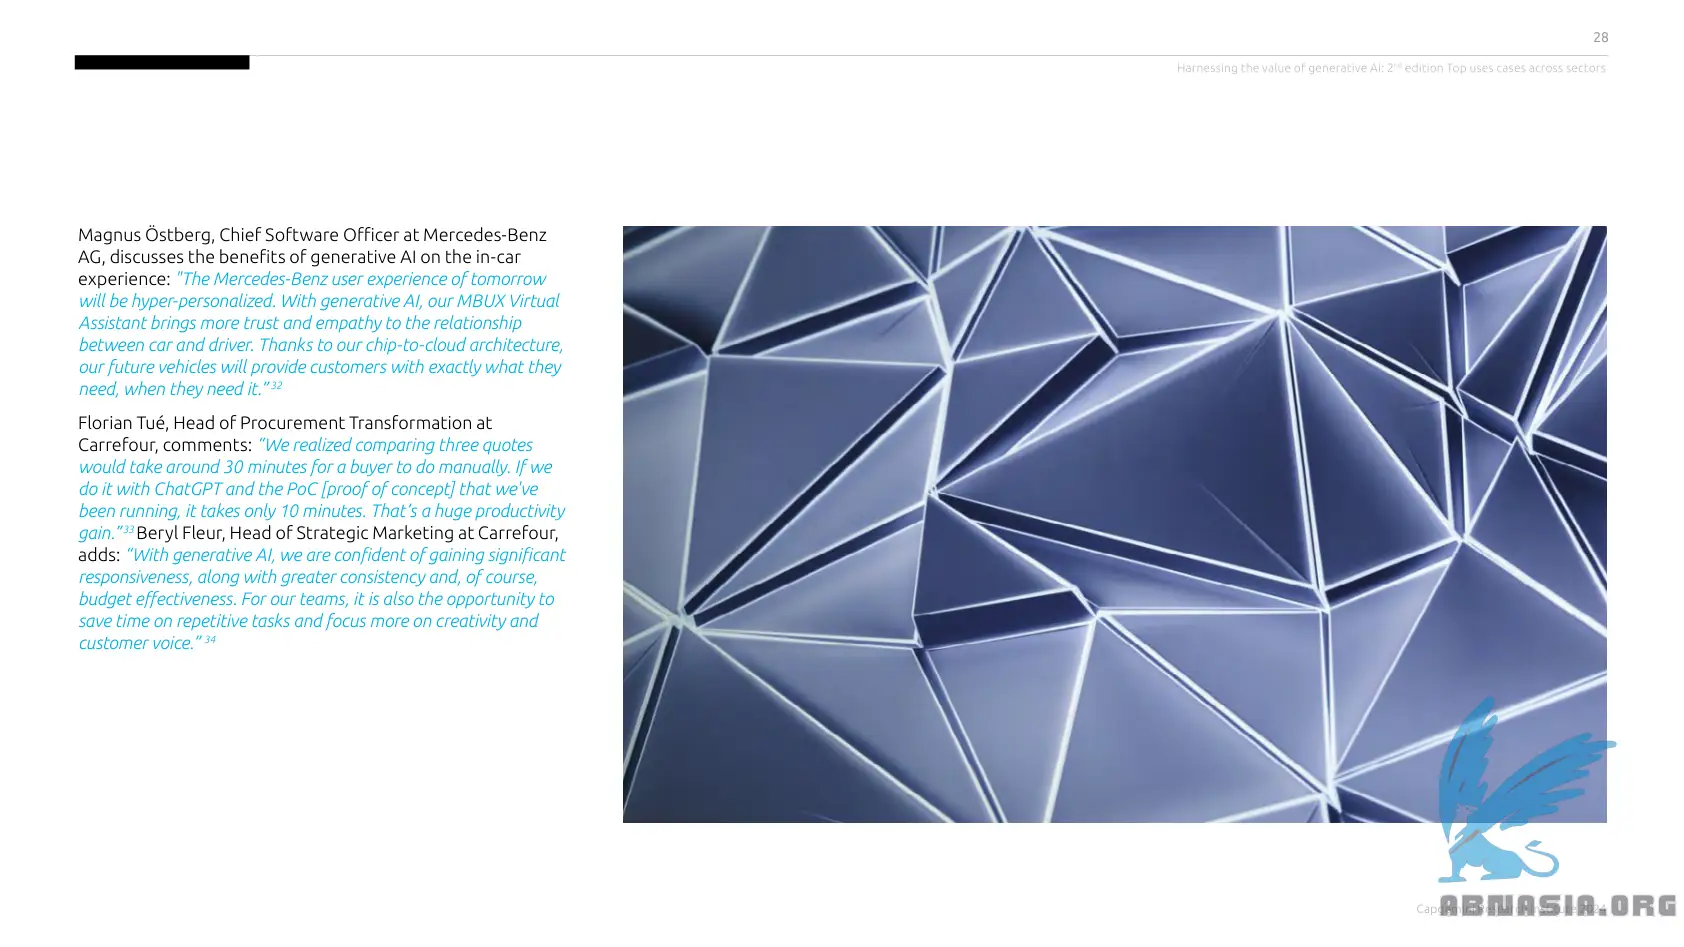 28
Harnessing the value of generative Ai: 2nd edition Top uses cases across sectors
Magnus Östberg, Chief Software Officer at Mercedes-Benz
AG, discusses the benefits of generative AI on the in-car
experience: "The Mercedes-Benz user experience of tomorrow
will be hyper-personalized. With generative AI, our MBUX Virtual
Assistant brings more trust and empathy to the relationship
between car and driver. Thanks to our chip-to-cloud architecture,
our future vehicles will provide customers with exactly what they
need, when they need it.” 32
Florian Tué, Head of Procurement Transformation at
Carrefour, comments: “We realized comparing three quotes
would take around 30 minutes for a buyer to do manually. If we
do it with ChatGPT and the PoC [proof of concept] that we've
been running, it takes only 10 minutes. That’s a huge productivity
gain.”33 Beryl Fleur, Head of Strategic Marketing at Carrefour,
adds: “With generative AI, we are confident of gaining significant
responsiveness, along with greater consistency and, of course,
budget effectiveness. For our teams, it is also the opportunity to
save time on repetitive tasks and focus more on creativity and
customer voice.” 34
ABMASIA.ORG